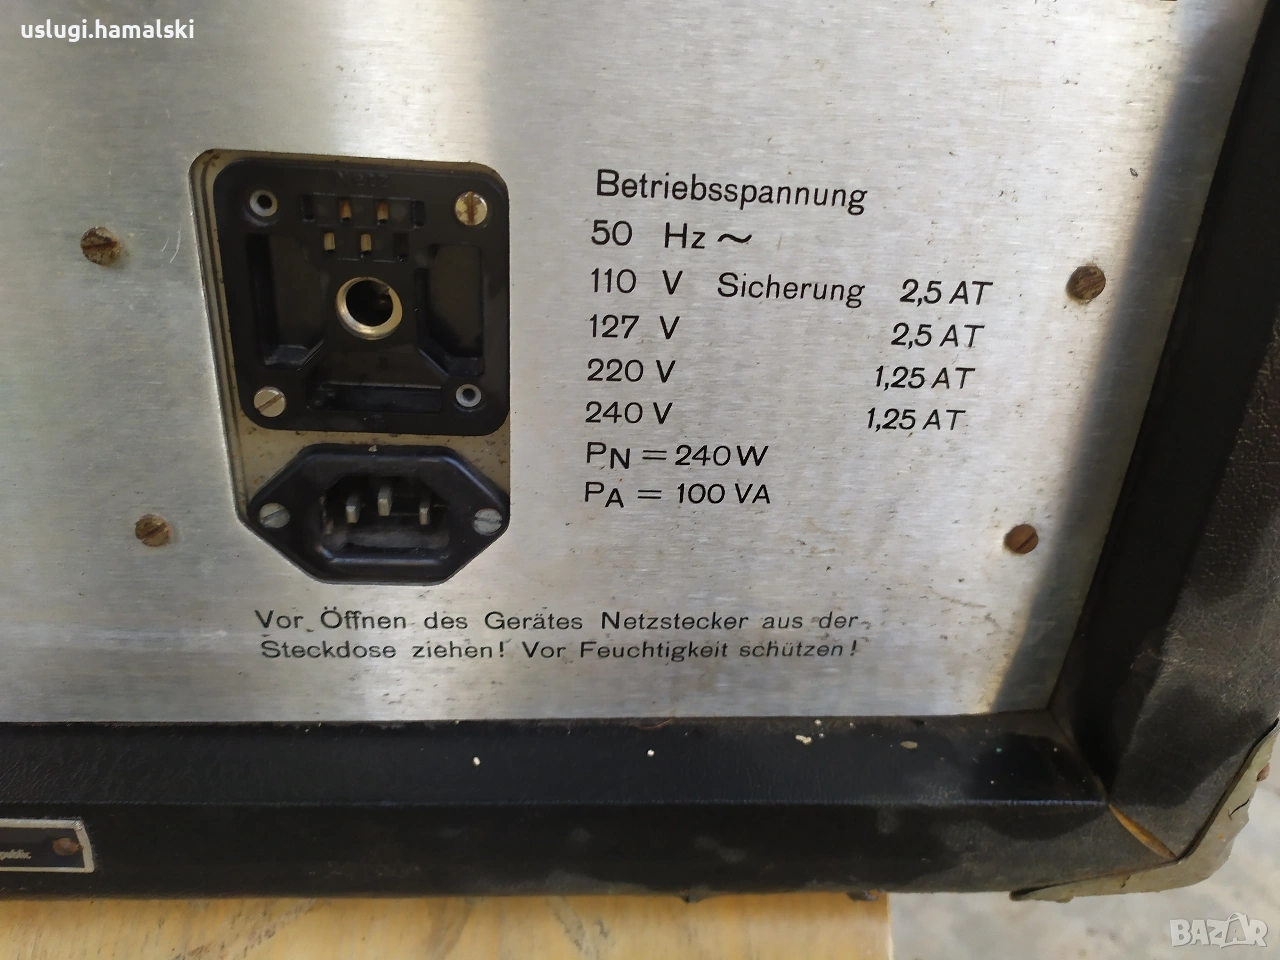 uslugi.hamalski
Betriebsspannung
50 Hz ~
110 V Sicherung 2,5 AT
127 V 2,5 AT
220 V 1,25 AT
240 V 1,25 AT
PN = 240 W
PA = 100 VA
Vor Öffnen des Gerätes Netzstecker aus der
Steckdose ziehen! Vor Feuchtigkeit schützen!
BAZAR